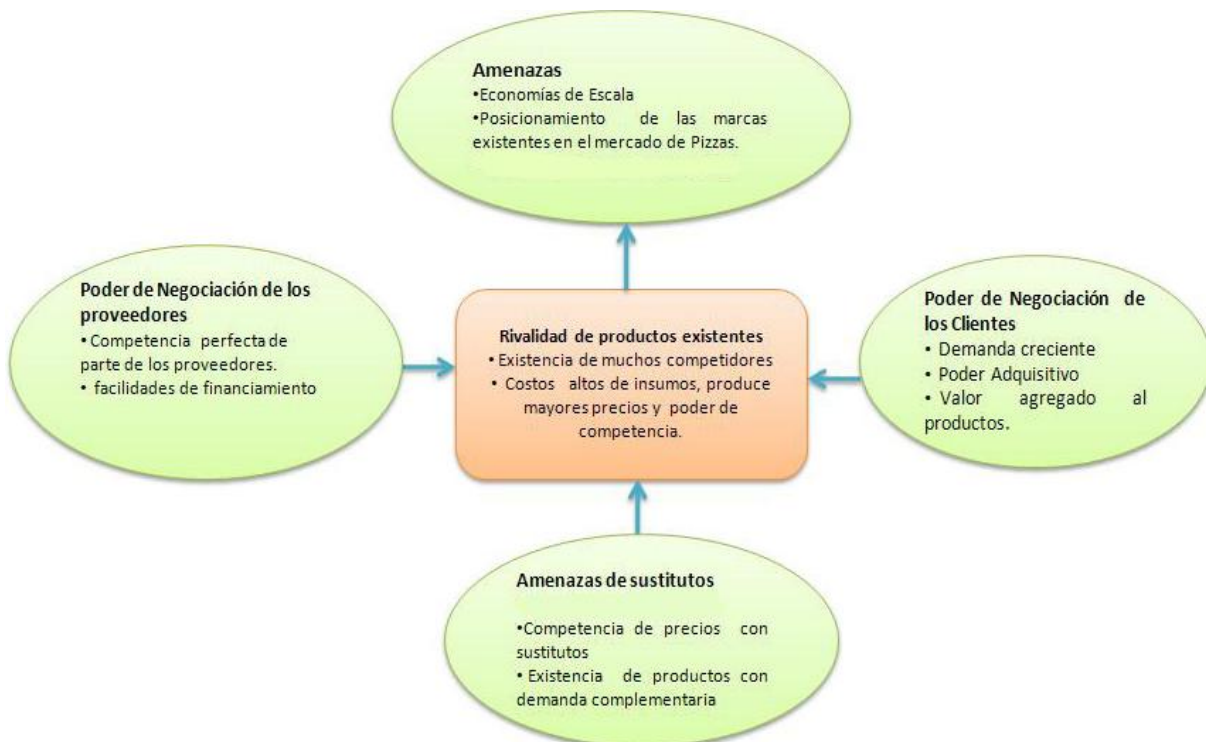 Amenazas
•Economías de Escala
•Posicionamiento de las marcas
existentes en el mercado de Pizzas.
Poder de Negociación de los
proveedores
• Competencia perfecta de
parte de los proveedores.
• facilidades de financiamiento
Rivalidad de productos existentes
• Existencia de muchos competidores
• Costos altos de insumos, produce
mayores precios y poder de
competencia.
Poder de Negociación de
los Clientes
• Demanda creciente
• Poder Adquisitivo
• Valor agregado al
productos.
Amenazas de sustitutos
•Competencia de precios con
sustitutos
• Existencia de productos con
demanda complementaria